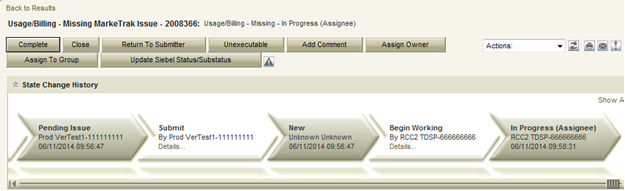 Back to Results
Usage/Billing - Missing MarkeTrak Issue - 2008366: Usage/Billing - Missing - In Progress (Assignee)
Complete Close Return To Submitter Unexecutable Add Comment Assign Owner Actions:
Assign To Group Update Siebel Status/Substatus
State Change History
Show A
Pending Issue Submit New Begin Working In Progress (Assignee)
Prod VerTest1-111111111 By Prod VerTest1-111111111 Unknown Unknown By RCC2 TDSP-666666666 RCC2 TDSP-666666666
06/11/2014 09:56:47 Details... 06/11/2014 09:56:47 Details... 06/11/2014 09:58:31